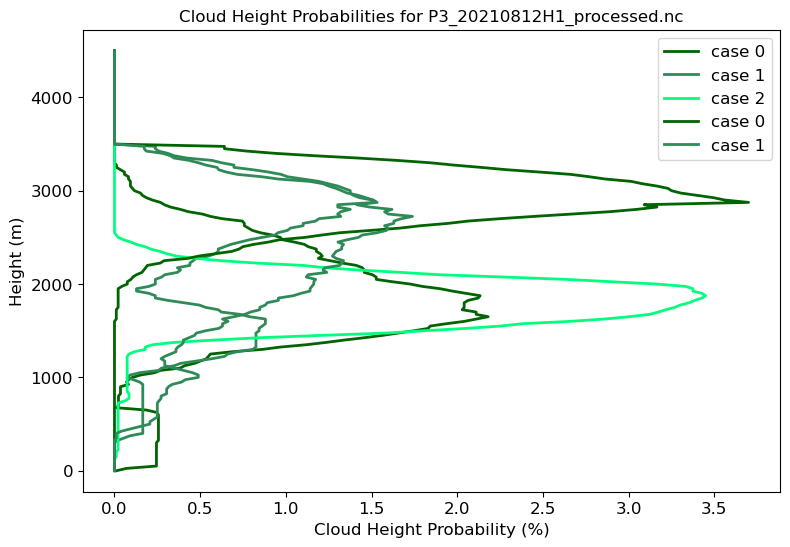 Cloud Height Probabilities for P3_20210812H1_processed.nc
case 0
case 1
case 2
case 0
case 1
4000
3000
2000
1000
0
Height (m)
0.0 0.5 1.0 1.5 2.0 2.5 3.0 3.5
Cloud Height Probability (%)